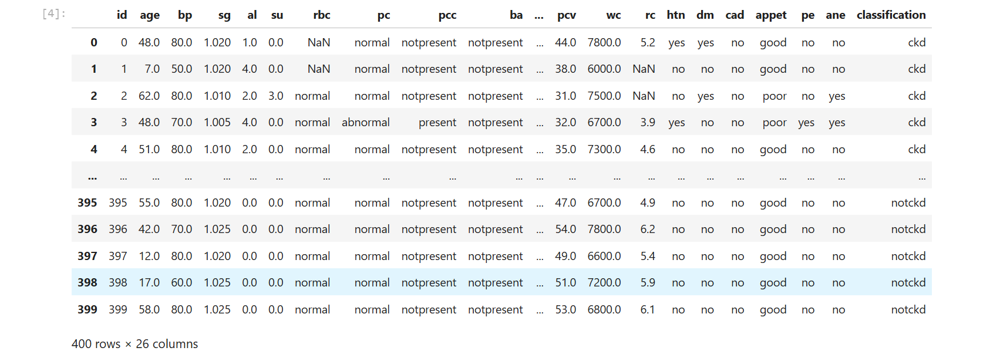 [4]: id age bp sg al su rbc pc pcc ba ... pcv wc rc htn dm cad appet pe ane classification
0 0 48.0 80.0 1.020 1.0 0.0 NaN normal notpresent notpresent ... 44.0 7800.0 5.2 yes yes no good no no ckd
1 1 7.0 50.0 1.020 4.0 0.0 NaN normal notpresent notpresent ... 38.0 6000.0 NaN no no no good no no ckd
2 2 62.0 80.0 1.010 2.0 3.0 normal normal notpresent notpresent ... 31.0 7500.0 NaN no yes no poor no yes ckd
3 3 48.0 70.0 1.005 4.0 0.0 normal abnormal present notpresent ... 32.0 6700.0 3.9 yes no no poor yes yes ckd
4 4 51.0 80.0 1.010 2.0 0.0 normal normal notpresent notpresent ... 35.0 7300.0 4.6 no no no good no no ckd
... ... ... ... ... ... ... ... ... ... ... ... ... ... ... ... ... ... ... ... ... ...
395 395 55.0 80.0 1.020 0.0 0.0 normal normal notpresent notpresent ... 47.0 6700.0 4.9 no no no good no no notckd
396 396 42.0 70.0 1.025 0.0 0.0 normal normal notpresent notpresent ... 54.0 7800.0 6.2 no no no good no no notckd
397 397 12.0 80.0 1.020 0.0 0.0 normal normal notpresent notpresent ... 49.0 6600.0 5.4 no no no good no no notckd
398 398 17.0 60.0 1.025 0.0 0.0 normal normal notpresent notpresent ... 51.0 7200.0 5.9 no no no good no no notckd
399 399 58.0 80.0 1.025 0.0 0.0 normal normal notpresent notpresent ... 53.0 6800.0 6.1 no no no good no no notckd
400 rows × 26 columns